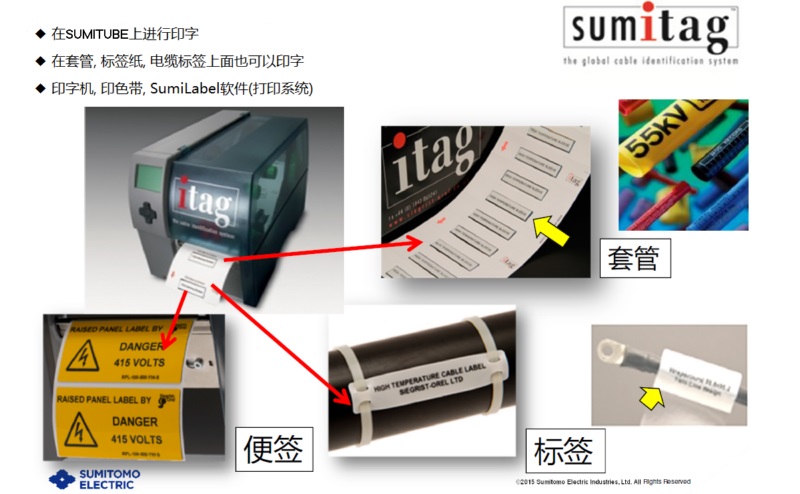 ◆ 在SUMITUBE上进行印字
◆ 在套管, 标签纸, 电缆标签上面也可以印字
◆ 印字机, 印色带, SumiLabel软件(打印系统)
sumitag
the global cable identification system
itag
the cable identification system
itag
55kV
itag
套管
RAISED PANEL LABEL BY
DANGER
415 VOLTS
RAISED PANEL LABEL BY
DANGER
415 VOLTS
便签
HIGH TEMPERATURE CABLE LABEL
SIEGRIST-OREL LTD
标签
SUMITOMO
ELECTRIC
©2015 Sumitomo Electric Industries, Ltd. All Rights Reserved